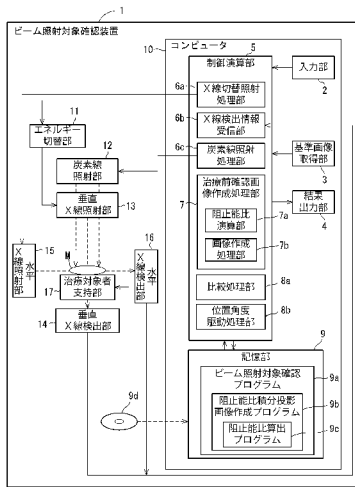 1
ビーム照射対象確認装置
コンピュータ
10
5
制御演算部
6a
X線切替照射
処理部
入力部
2
6b
X線検出情報
受信部
11
エネルギー
切替部
12
炭素線
照射部
6c
炭素線照射
処理部
基準画像
取得部
3
垂直
X線照射部
13
7
治療前確認画
像作成処理部
結果
出力部
4
阻止能比
演算部
7a
画像作成
処理部
7b
15
水平
X線照射部
M
16
水平
X線検出部
17
治療対象者
支持部
14
垂直
X線検出部
比較処理部
8a
位置角度
駆動処理部
8b
9
記憶部
ビーム照射対象確認
プログラム
9a
9d
阻止能比積分投影
画像作成プログラム
9b
阻止能比算出
プログラム
9c